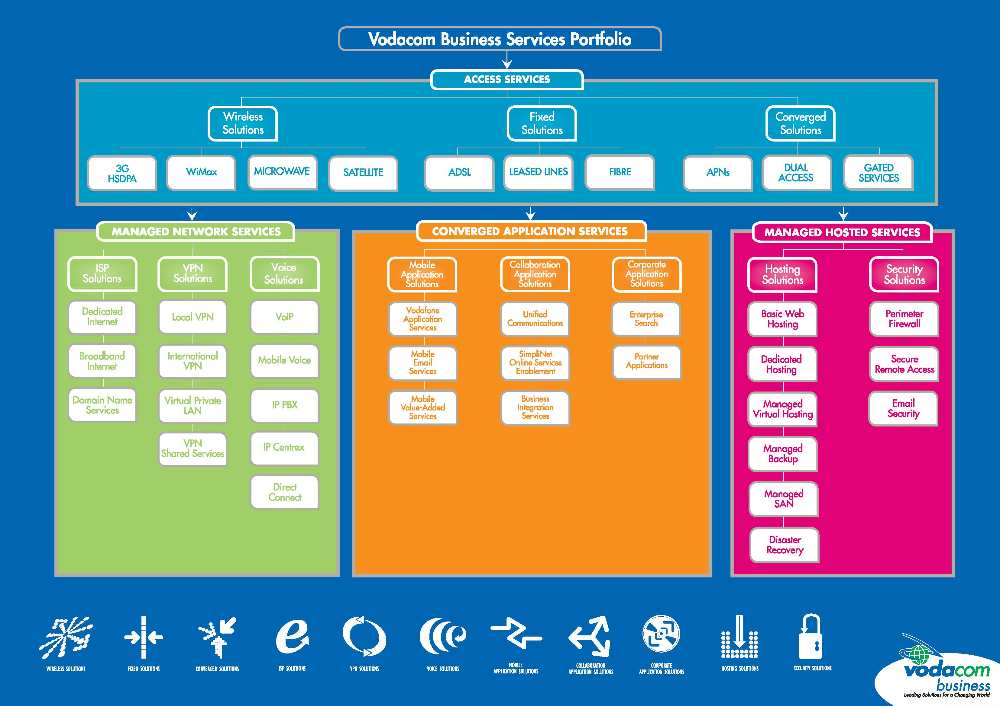 Vodacom Business Services Portfolio
ACCESS SERVICES
Wireless
Solutions
Fixed
Solutions
Converged
Solutions
3G
HSDPA
WiMax
MICROWAVE
SATELLITE
ADSL
LEASED LINES
FIBRE
APNs
DUAL
ACCESS
GATED
SERVICES
MANAGED NETWORK SERVICES
ISP
Solutions
VPN
Solutions
Voice
Solutions
Dedicated
Internet
Local VPN
VoIP
Broadband
Internet
International
VPN
Mobile Voice
Domain Name
Services
Virtual Private
LAN
IP PBX
VPN
Shared Services
IP Centrex
Direct
Connect
CONVERGED APPLICATION SERVICES
Mobile
Application
Solutions
Collaboration
Application
Solutions
Corporate
Application
Solutions
Vodafone
Application
Services
Unified
Communications
Enterprise
Search
Mobile
Email
Services
SimpliNet
Online Services
Enablement
Partner
Applications
Mobile
Value-Added
Services
Business
Integration
Services
MANAGED HOSTED SERVICES
Hosting
Solutions
Security
Solutions
Basic Web
Hosting
Perimeter
Firewall
Dedicated
Hosting
Secure
Remote Access
Managed
Virtual Hosting
Email
Security
Managed
Backup
Managed
SAN
Disaster
Recovery
WIRELESS SOLUTIONS
FIXED SOLUTIONS
CONVERGED SOLUTIONS
ISP SOLUTIONS
VPN SOLUTIONS
VOICE SOLUTIONS
MOBILE
APPLICATION SOLUTIONS
COLLABORATION
APPLICATION SOLUTIONS
CORPORATE
APPLICATION SOLUTIONS
HOSTING SOLUTIONS
SECURITY SOLUTIONS
vodacom
business
Leading Solutions for a Changing World